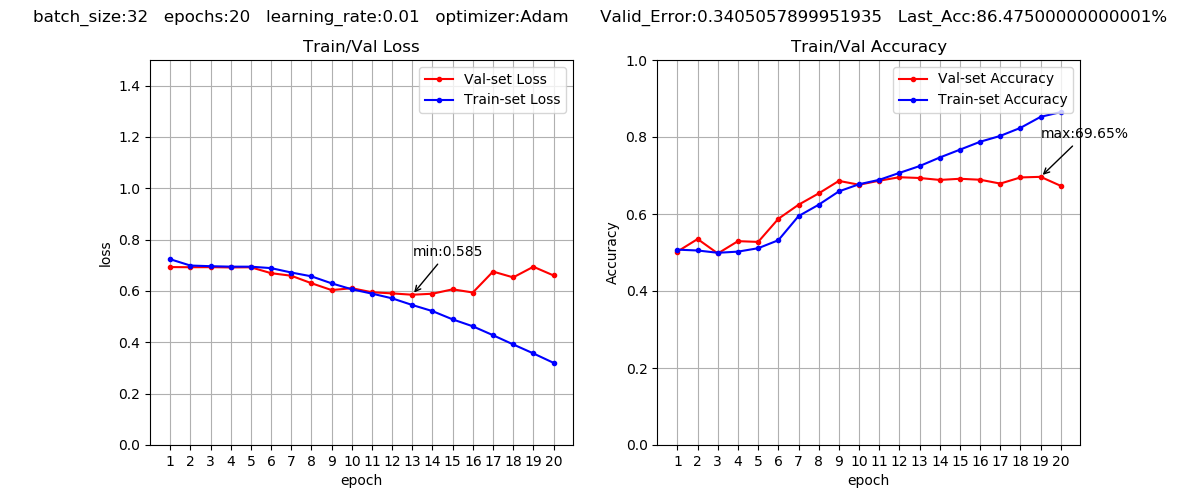 batch_size:32 epochs:20 learning_rate:0.01 optimizer:Adam Valid_Error:0.3405057899951935 Last_Acc:86.47500000000001%
Train/Val Loss
Val-set Loss
Train-set Loss
1.4
1.2
1.0
0.8
0.6
0.4
0.2
0.0
loss
min:0.585
1 2 3 4 5 6 7 8 9 10 11 12 13 14 15 16 17 18 19 20
epoch
Train/Val Accuracy
Val-set Accuracy
Train-set Accuracy
1.0
0.8
0.6
0.4
0.2
0.0
Accuracy
max:69.65%
1 2 3 4 5 6 7 8 9 10 11 12 13 14 15 16 17 18 19 20
epoch